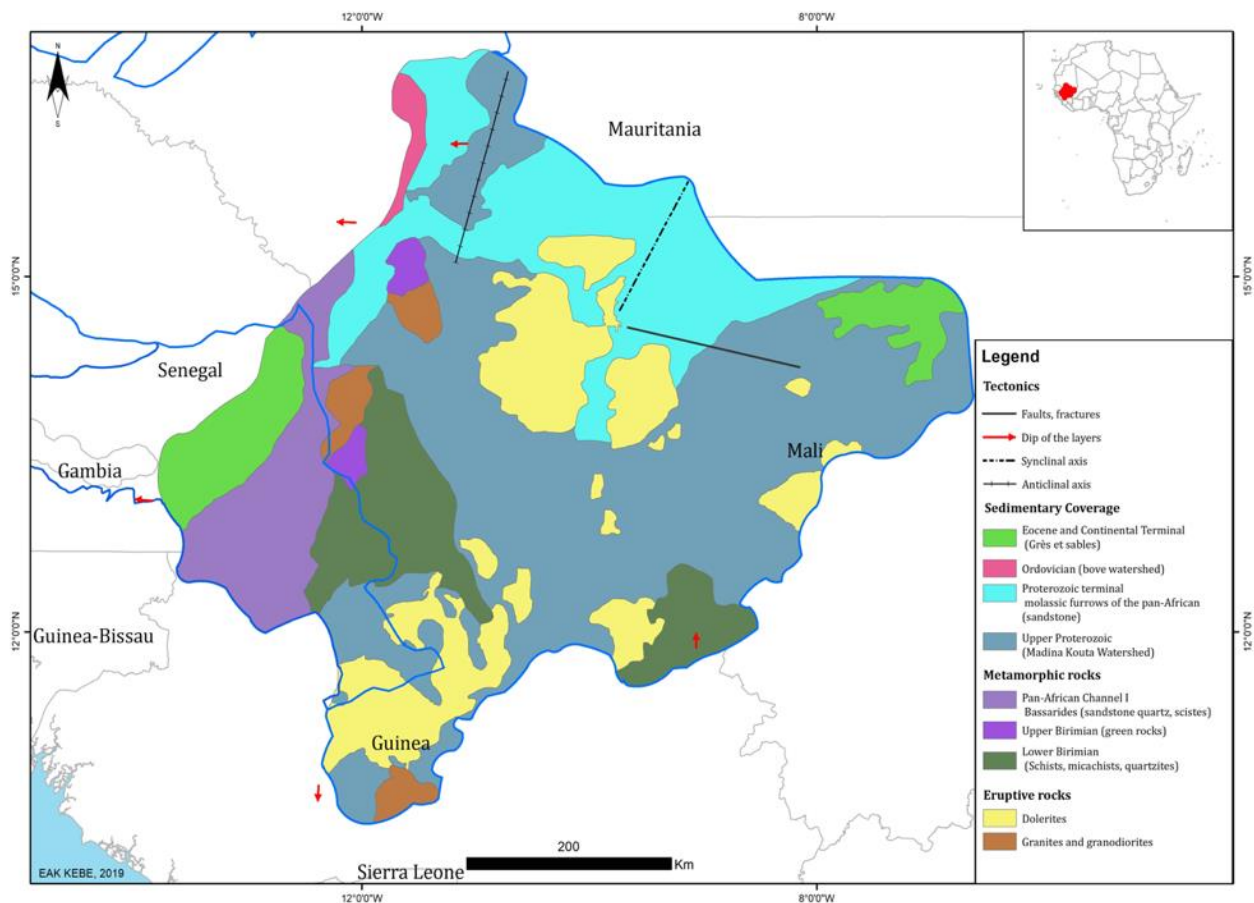 12°0'0"W
8°0'0"W
N
S
Mauritania
15°0'0"N
15°0'0"N
Senegal
Gambia
Mali
12°0'0"N
12°0'0"N
Guinea-Bissau
Guinea
Sierra Leone
200
Km
EAK KEBE, 2019
12°0'0"W
8°0'0"W
Legend
Tectonics
Faults, fractures
Dip of the layers
Synclinal axis
Anticlinal axis
Sedimentary Coverage
Eocene and Continental Terminal
(Grès et sables)
Ordovician (bove watershed)
Proterozoic terminal
molassic furrows of the pan-African
(sandstone)
Upper Proterozoic
(Madina Kouta Watershed)
Metamorphic rocks
Pan-African Channel I
Bassarides (sandstone quartz, scistes)
Upper Birimian (green rocks)
Lower Birimian
(Schists, micachists, quartzites)
Eruptive rocks
Dolerites
Granites and granodiorites